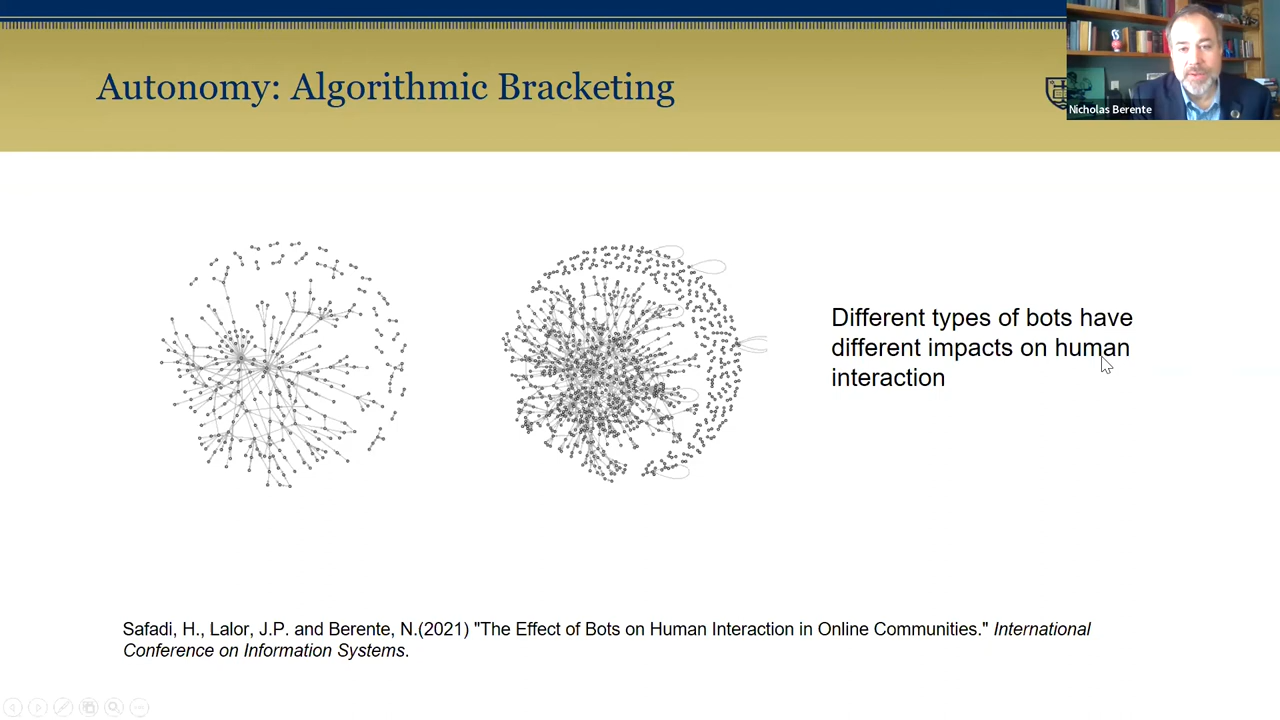 Autonomy: Algorithmic Bracketing
Nicholas Berente
Different types of bots have
different impacts on human
interaction
Safadi, H., Lalor, J.P. and Berente, N.(2021) "The Effect of Bots on Human Interaction in Online Communities." International
Conference on Information Systems.